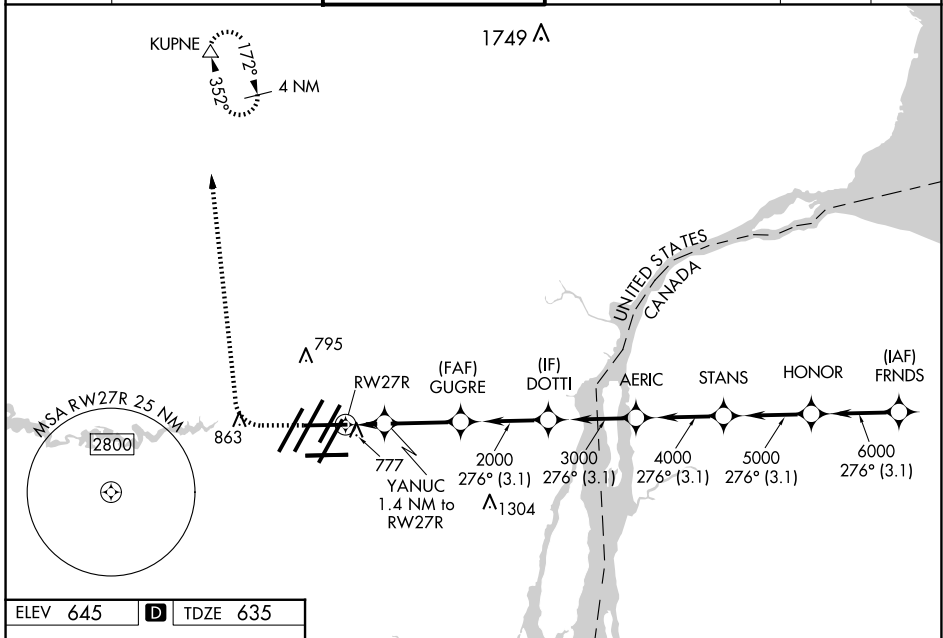 1749
KUPNE
172°
352°
4 NM
UNITED STATES
CANADA
795
RW27R
(FAF)
GUGRE
(IF)
DOTTI
AERIC
STANS
HONOR
(IAF)
FRNDS
MSA RW27R 25 NM
2800
863
777
YANUC
1.4 NM to
RW27R
2000
276° (3.1)
1304
3000
276° (3.1)
4000
276° (3.1)
5000
276° (3.1)
6000
276° (3.1)
ELEV 645 D TDZE 635